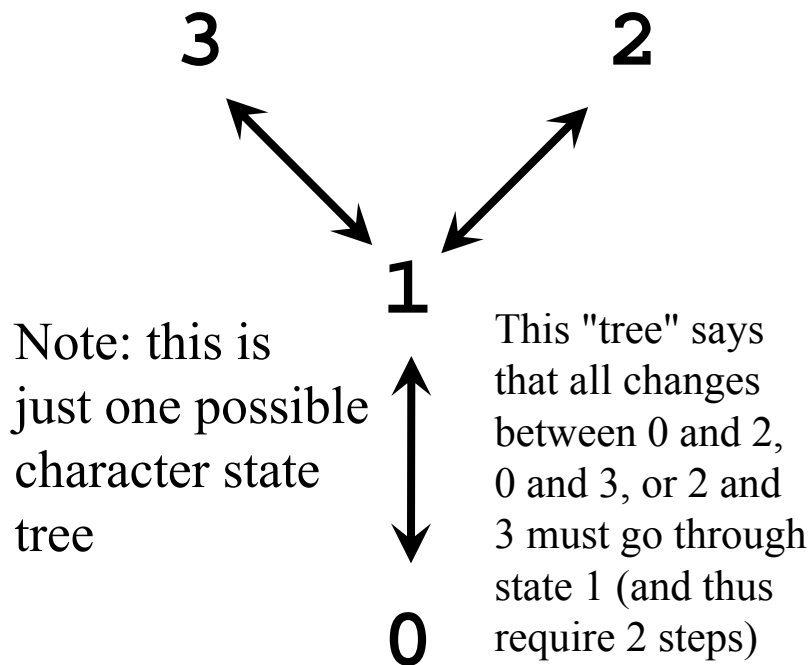 3
2
1
Note: this is
just one possible
character state
tree
This "tree" says
that all changes
between 0 and 2,
0 and 3, or 2 and
3 must go through
state 1 (and thus
require 2 steps)
0